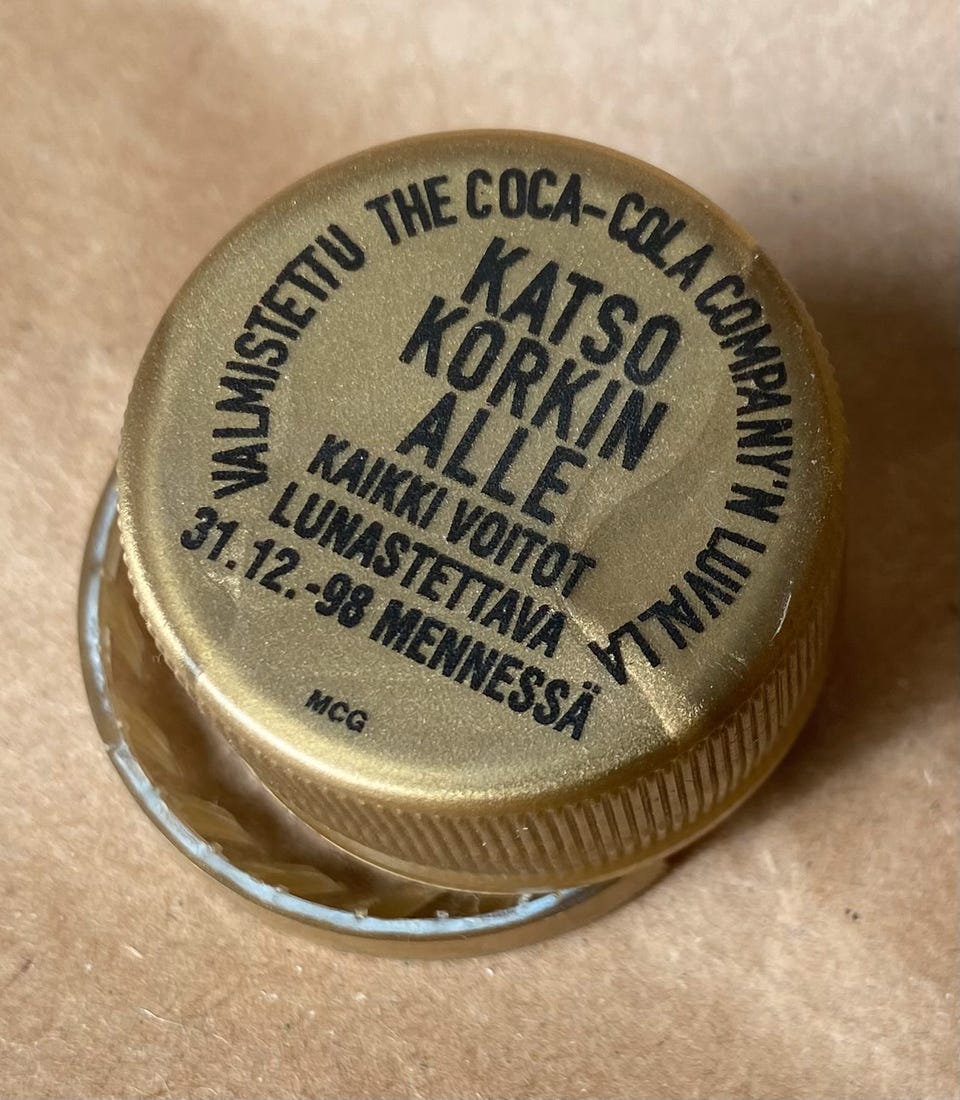 VALMISTETTU THE COCA-COLA COMPANY'N LUVALLA
KATSO
KORKIN
ALLE
KAIKKI VOITOT
LUNASTETTAVA
31.12.-98 MENNESSÄ
MCG